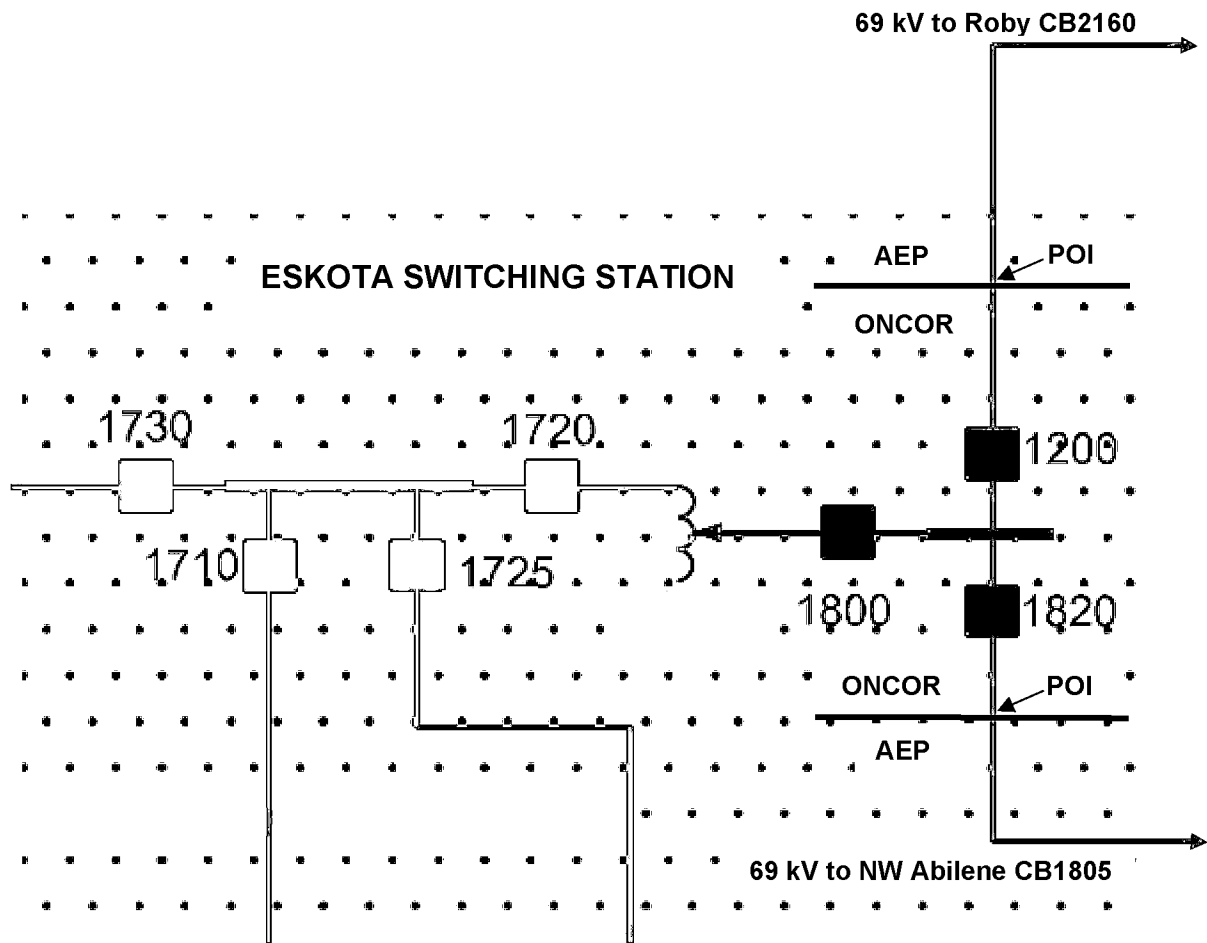 69 kV to Roby CB2160
AEP
POI
ESKOTA SWITCHING STATION
ONCOR
1730
1720
1200
1710
1725
1800
1820
ONCOR
POI
AEP
69 kV to NW Abilene CB1805